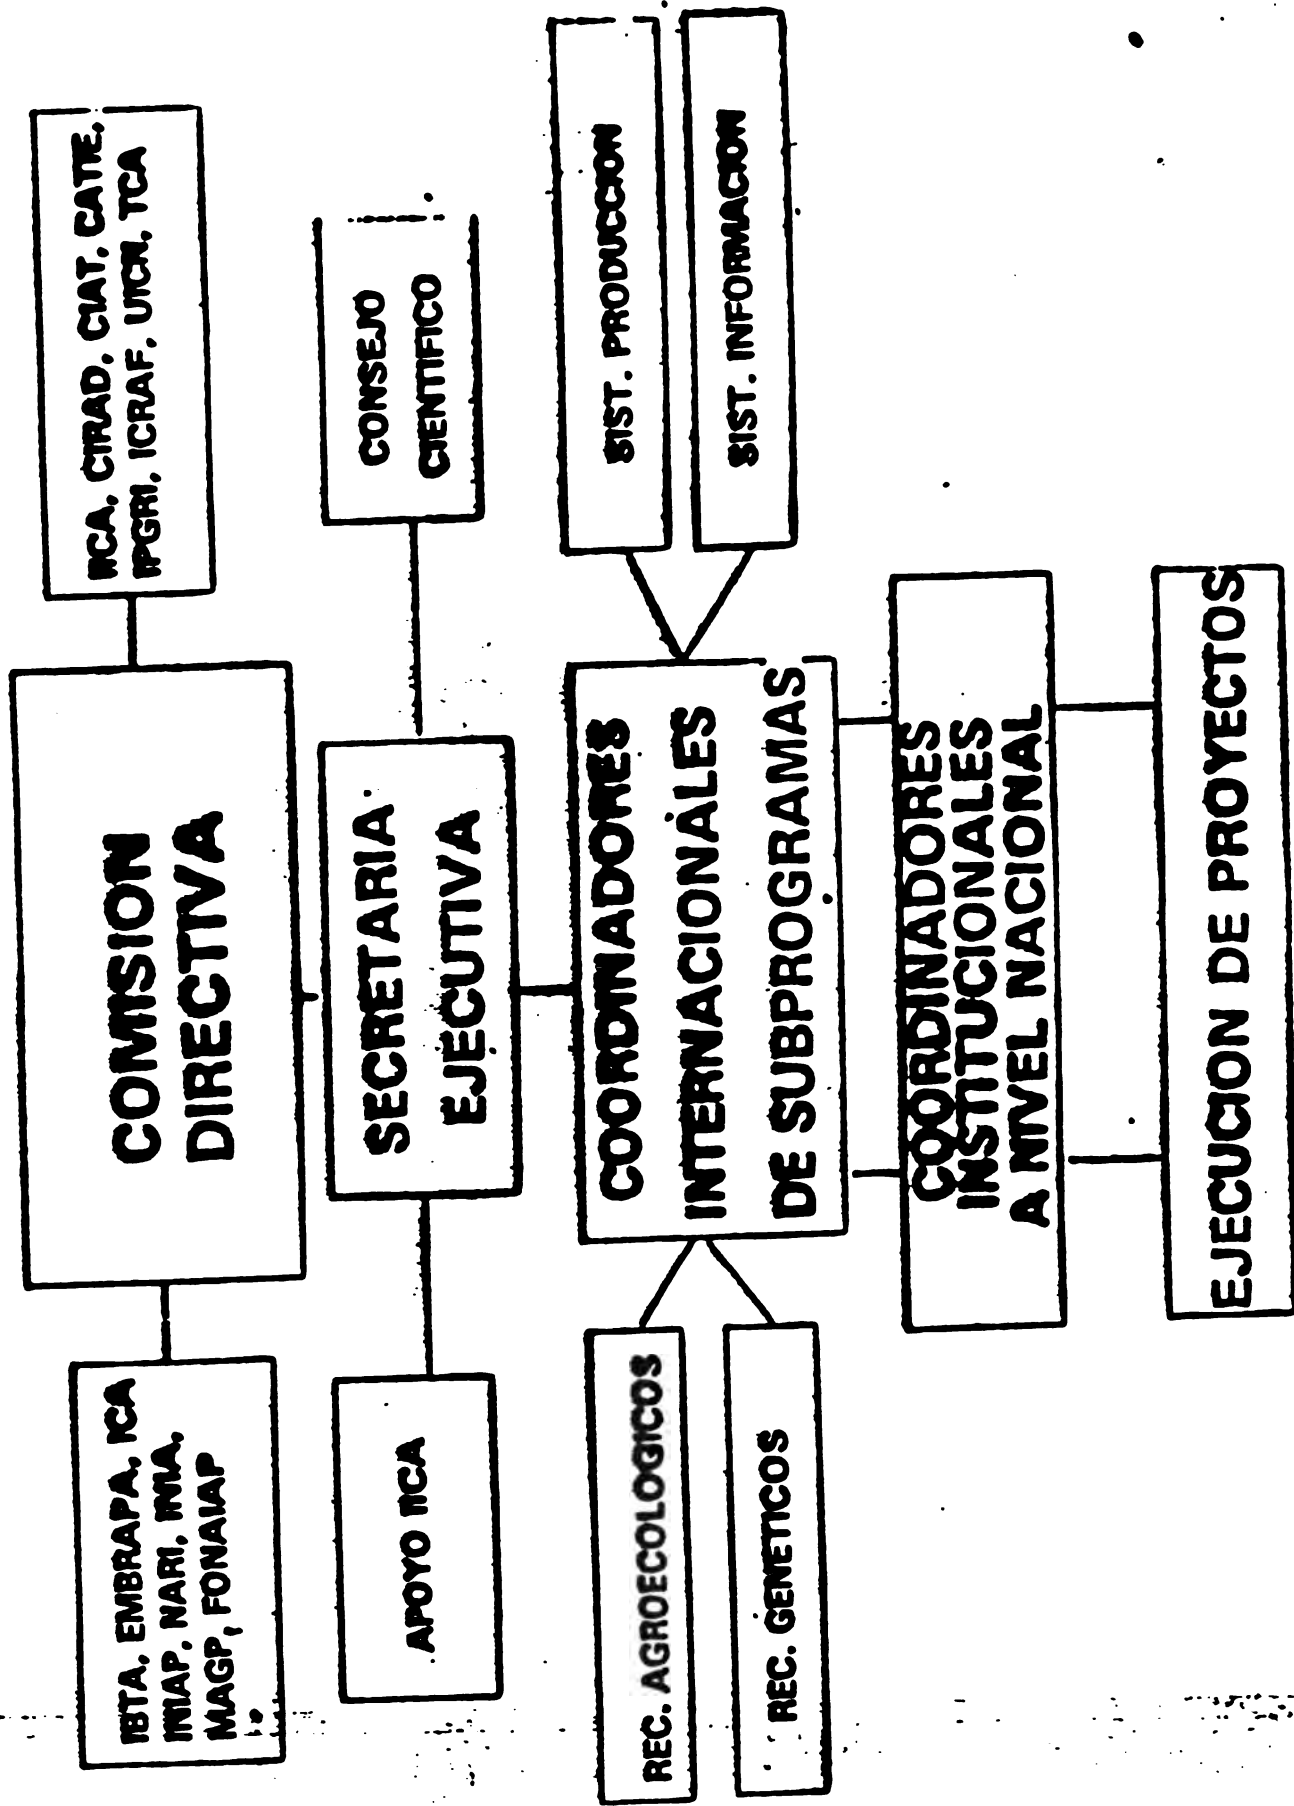 COMISION
DIRECTIVA
IBTA, EMBRAPA, ICA
INIAP, NARI, INIA,
MAGP, FONAIAP
IICA, CIRAD, CIAT, CATIE,
IPGRI, ICRAF, UICN, TCA
SECRETARIA
EJECUTIVA
APOYO IICA
CONSEJO
CIENTIFICO
COORDINADORES
INTERNACIONALES
DE SUBPROGRAMAS
REC. AGROECOLOGICOS
REC. GENETICOS
SIST. PRODUCCION
SIST. INFORMACION
COORDINADORES
INSTITUCIONALES
A NIVEL NACIONAL
EJECUCION DE PROYECTOS